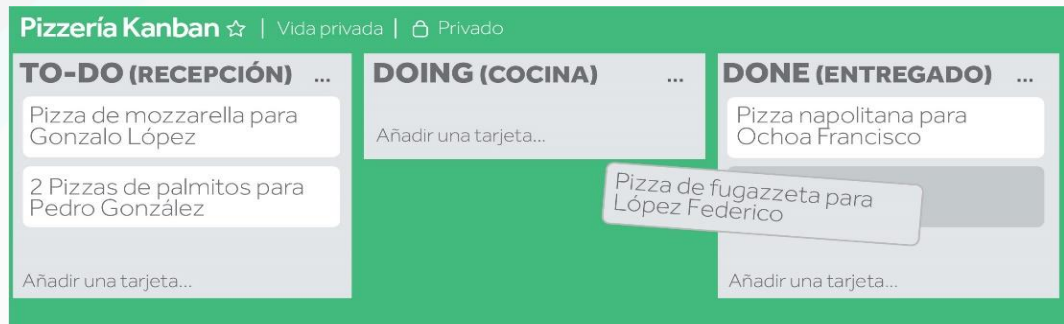 Pizzería Kanban ☆ | Vida privada | Privado
TO-DO (RECEPCIÓN) ...
Pizza de mozzarella para
Gonzalo López
2 Pizzas de palmitos para
Pedro González
Añadir una tarjeta...
DOING (COCINA) ...
Añadir una tarjeta...
Pizza de fugazzeta para
López Federico
DONE (ENTREGADO) ...
Pizza napolitana para
Ochoa Francisco
Añadir una tarjeta...